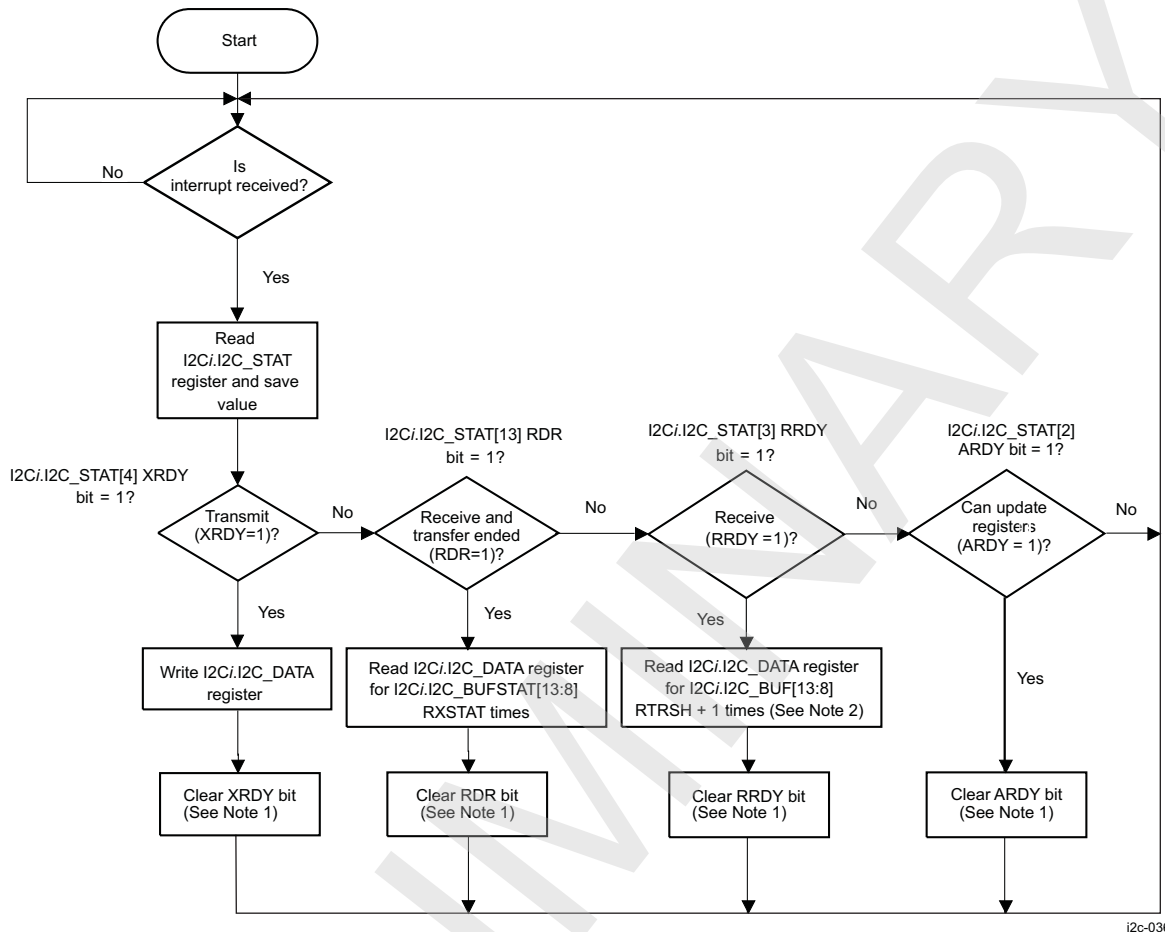 Start
Is
interrupt received?
No
Yes
Read
I2Ci.I2C_STAT
register and save
value
I2Ci.I2C_STAT[4] XRDY
bit = 1?
I2Ci.I2C_STAT[13] RDR
bit = 1?
I2Ci.I2C_STAT[3] RRDY
bit = 1?
I2Ci.I2C_STAT[2]
ARDY bit = 1?
Transmit
(XRDY=1)?
No
Receive and
transfer ended
(RDR=1)?
No
Receive
(RRDY =1)?
No
Can update
registers
(ARDY = 1)?
No
Yes
Yes
Yes
Yes
Write I2Ci.I2C_DATA
register
Read I2Ci.I2C_DATA register
for I2Ci.I2C_BUFSTAT[13:8]
RXSTAT times
Read I2Ci.I2C_DATA register
for I2Ci.I2C_BUF[13:8]
RTRSH + 1 times (See Note 2)
Clear XRDY bit
(See Note 1)
Clear RDR bit
(See Note 1)
Clear RRDY bit
(See Note 1)
Clear ARDY bit
(See Note 1)
i2c-036
IMINARY